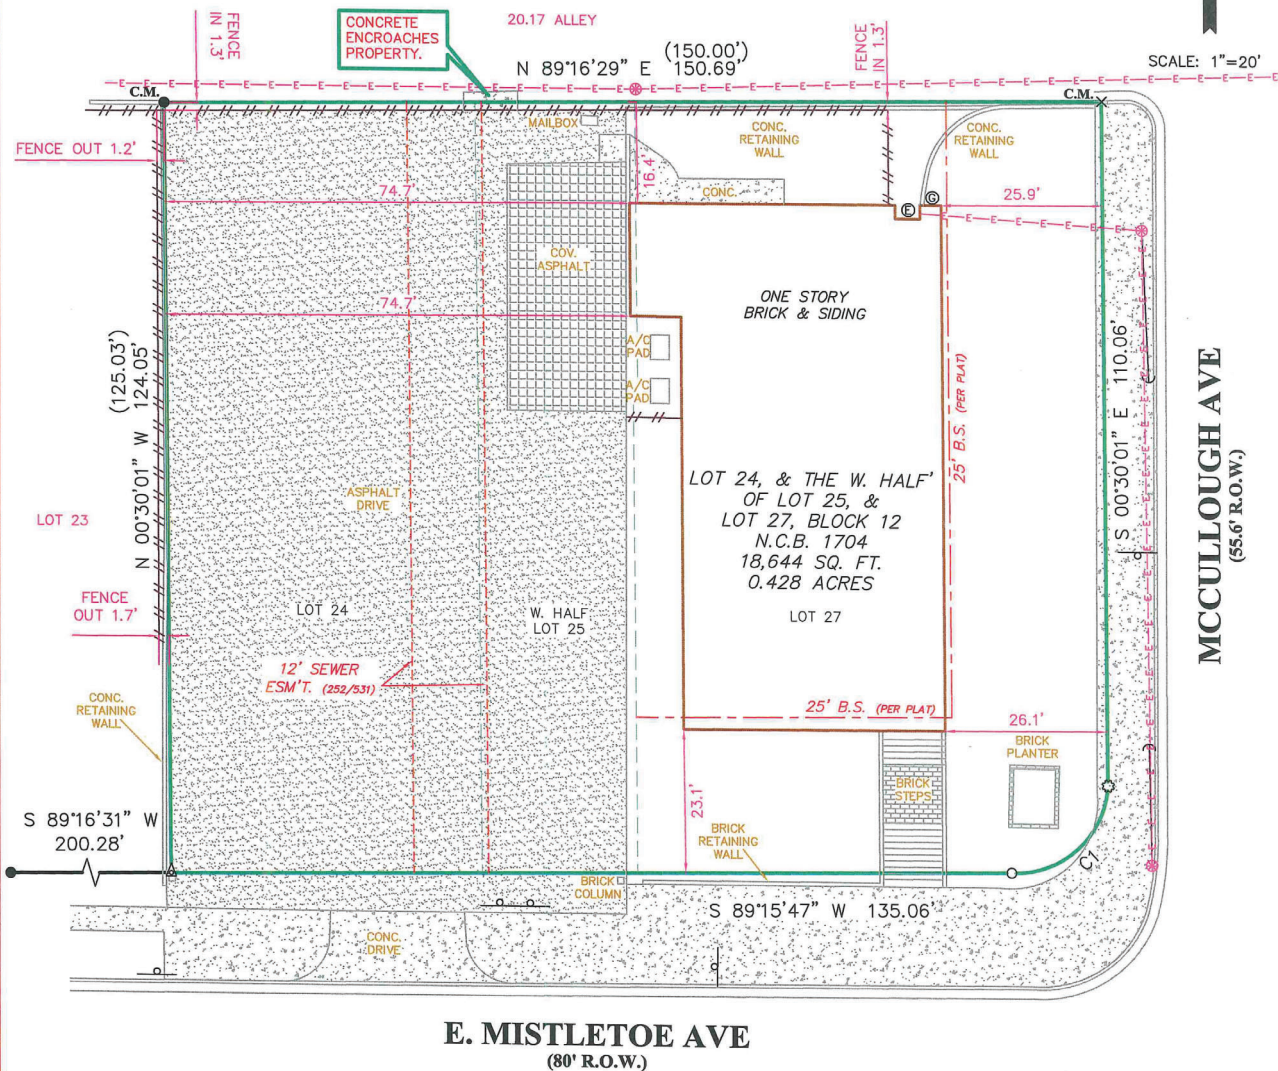 CONCRETE
ENCROACHES
PROPERTY.
FENCE
IN 1.3'
20.17 ALLEY
(150.00')
N 89°16'29" E 150.69'
FENCE
IN 1.3'
SCALE: 1"=20'
C.M.
C.M.
MAILBOX
CONC.
RETAINING
WALL
CONC.
RETAINING
WALL
FENCE OUT 1.2'
74.7'
16.4'
CONC.
25.9'
E
G
COV.
ASPHALT
74.7'
ONE STORY
BRICK & SIDING
A/C
PAD
A/C
PAD
(125.03')
N 00°30'01" W 124.05'
25' B.S. (PER PLAT)
S 00°30'01" E 110.06'
MCCULLOUGH AVE
(55.6' R.O.W.)
LOT 23
ASPHALT
DRIVE
LOT 24, & THE W. HALF'
OF LOT 25, &
LOT 27, BLOCK 12
N.C.B. 1704
18,644 SQ. FT.
0.428 ACRES
FENCE
OUT 1.7'
LOT 24
W. HALF
LOT 25
LOT 27
12' SEWER
ESM'T. (252/531)
CONC.
RETAINING
WALL
25' B.S. (PER PLAT)
26.1'
BRICK
PLANTER
BRICK
STEPS
23.1'
BRICK
RETAINING
WALL
S 89°16'31" W
200.28'
C1
BRICK
COLUMN
S 89°15'47" W 135.06'
CONC.
DRIVE
E. MISTLETOE AVE
(80' R.O.W.)